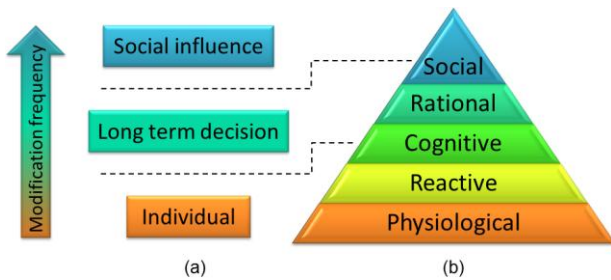 Modification frequency
Social influence
Long term decision
Individual
(a)
Social
Rational
Cognitive
Reactive
Physiological
(b)